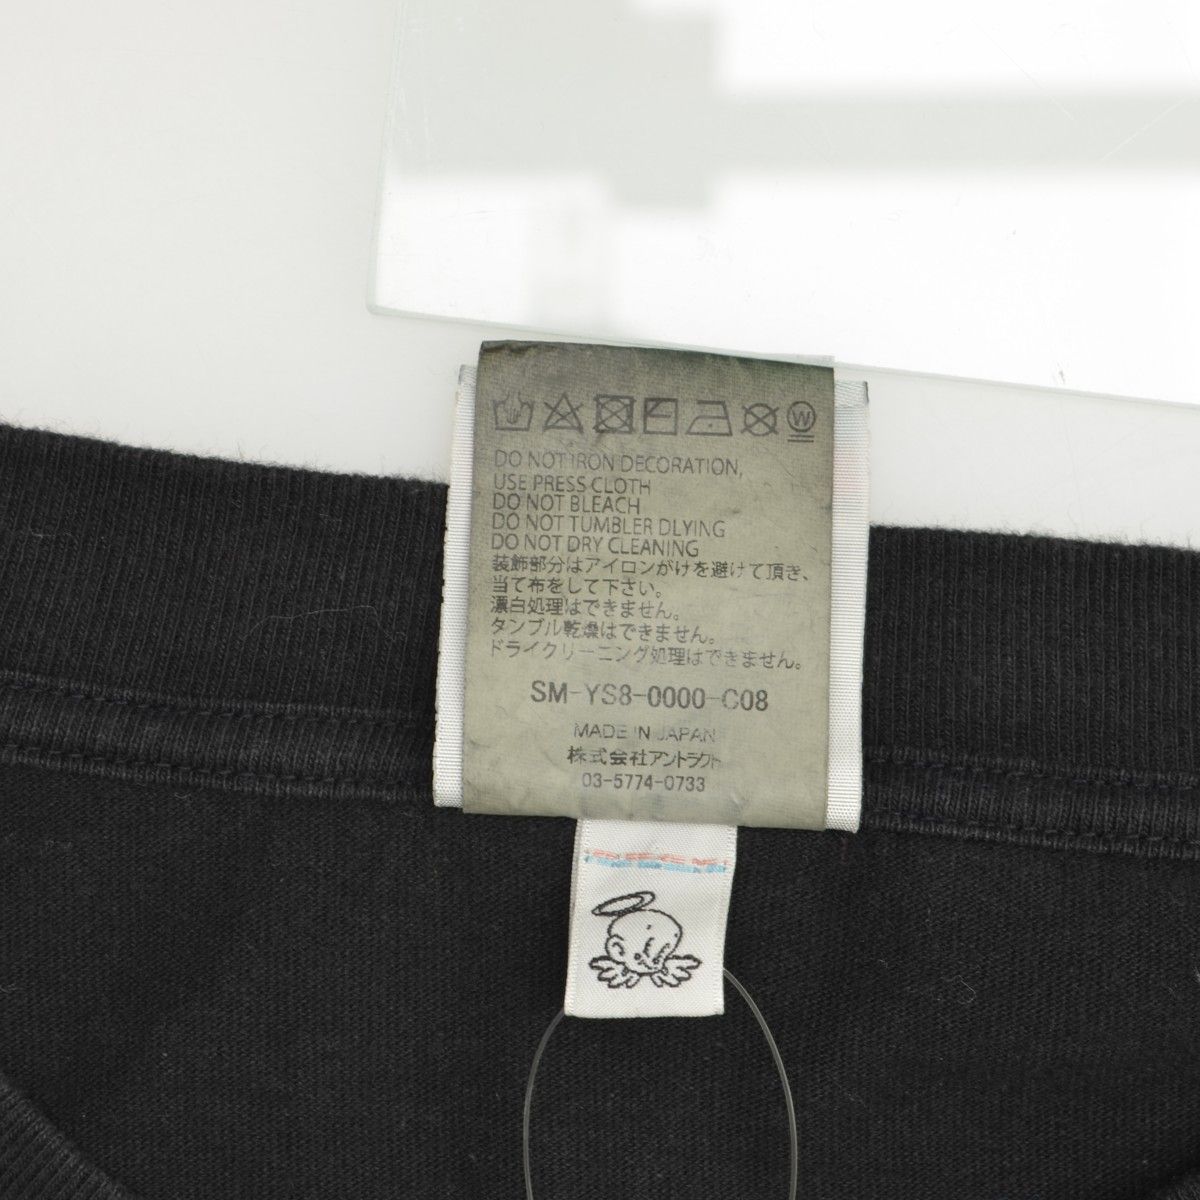 W
DO NOT IRON DECORATION,
USE PRESS CLOTH
DO NOT BLEACH
DO NOT TUMBLER DLYING
DO NOT DRY CLEANING
装飾部分はアイロンがけを避けて頂き、
当て布をして下さい。
漂白処理はできません。
タンブル乾燥はできません。
ドライクリーニング処理はできません。
SM-YS8-0000-C08
MADE IN JAPAN
株式会社アントラクト
03-5774-0733